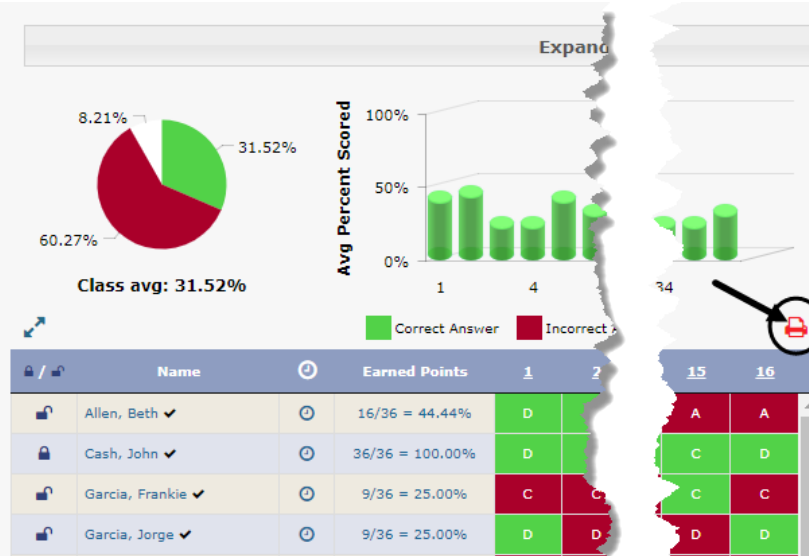 Expand
8.21%
31.52%
60.27%
Class avg: 31.52%
Avg Percent Scored
100%
50%
0%
1 4 34
Correct Answer Incorrect
/ Name Earned Points 1 2 15 16
Allen, Beth ✔ 16/36 = 44.44% D A A
Cash, John ✔ 36/36 = 100.00% D C D
Garcia, Frankie ✔ 9/36 = 25.00% C C C C
Garcia, Jorge ✔ 9/36 = 25.00% D D D D